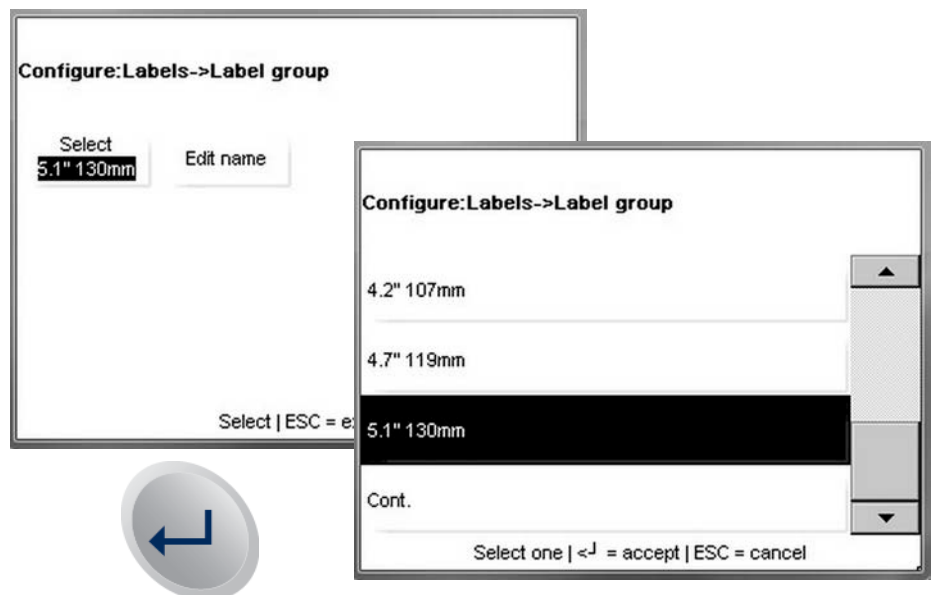 Configure:Labels->Label group
Select
5.1" 130mm
Edit name
Select | ESC =
Configure:Labels->Label group
4.2" 107mm
4.7" 119mm
5.1" 130mm
Cont.
Select one | <┘ = accept | ESC = cancel